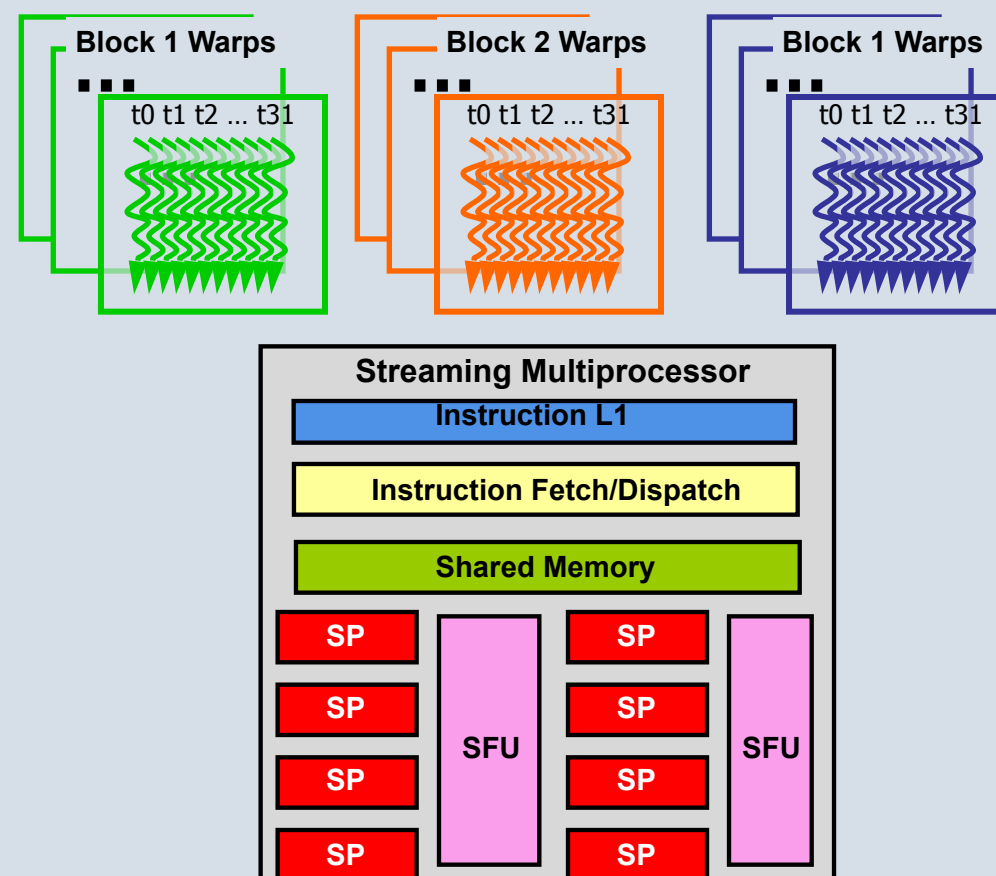 Block 1 Warps
...
t0 t1 t2 ... t31
Block 2 Warps
...
t0 t1 t2 ... t31
Block 1 Warps
...
t0 t1 t2 ... t31
Streaming Multiprocessor
Instruction L1
Instruction Fetch/Dispatch
Shared Memory
SP
SP
SP
SP
SFU
SP
SP
SP
SP
SFU